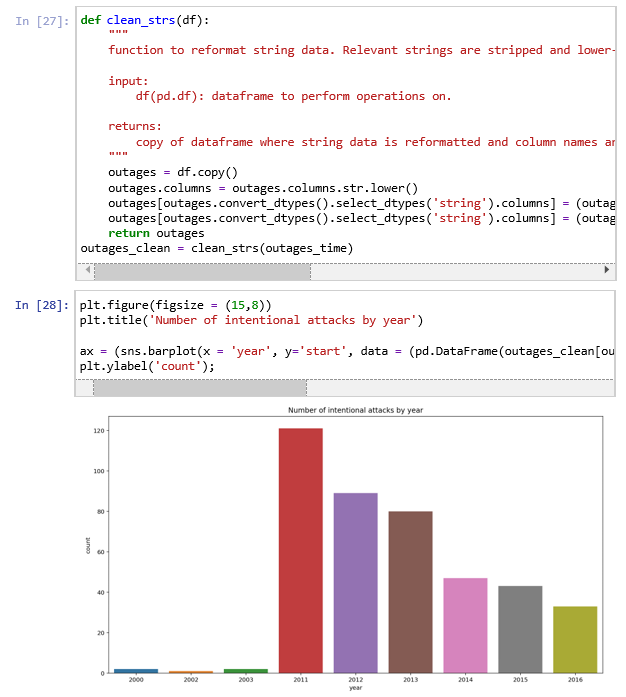 In [27]:
def clean_strs(df):
"""
function to reformat string data. Relevant strings are stripped and lower-
input:
df(pd.df): dataframe to perform operations on.
returns:
copy of dataframe where string data is reformatted and column names
"""
outages = df.copy()
outages.columns = outages.columns.str.lower()
outages[outages.convert_dtypes().select_dtypes('string').columns] = (outag
outages[outages.convert_dtypes().select_dtypes('string').columns] = (outag
return outages
outages_clean = clean_strs(outages_time)
In [28]:
plt.figure(figsize = (15,8))
plt.title('Number of intentional attacks by year')
ax = (sns.barplot(x = 'year', y='start', data = (pd.DataFrame(outages_clean[ou
plt.ylabel('count');
Number of intentional attacks by year
120
100
80
60
40
20
0
count
2000 2002 2003 2011 2012 2013 2014 2015 2016
year